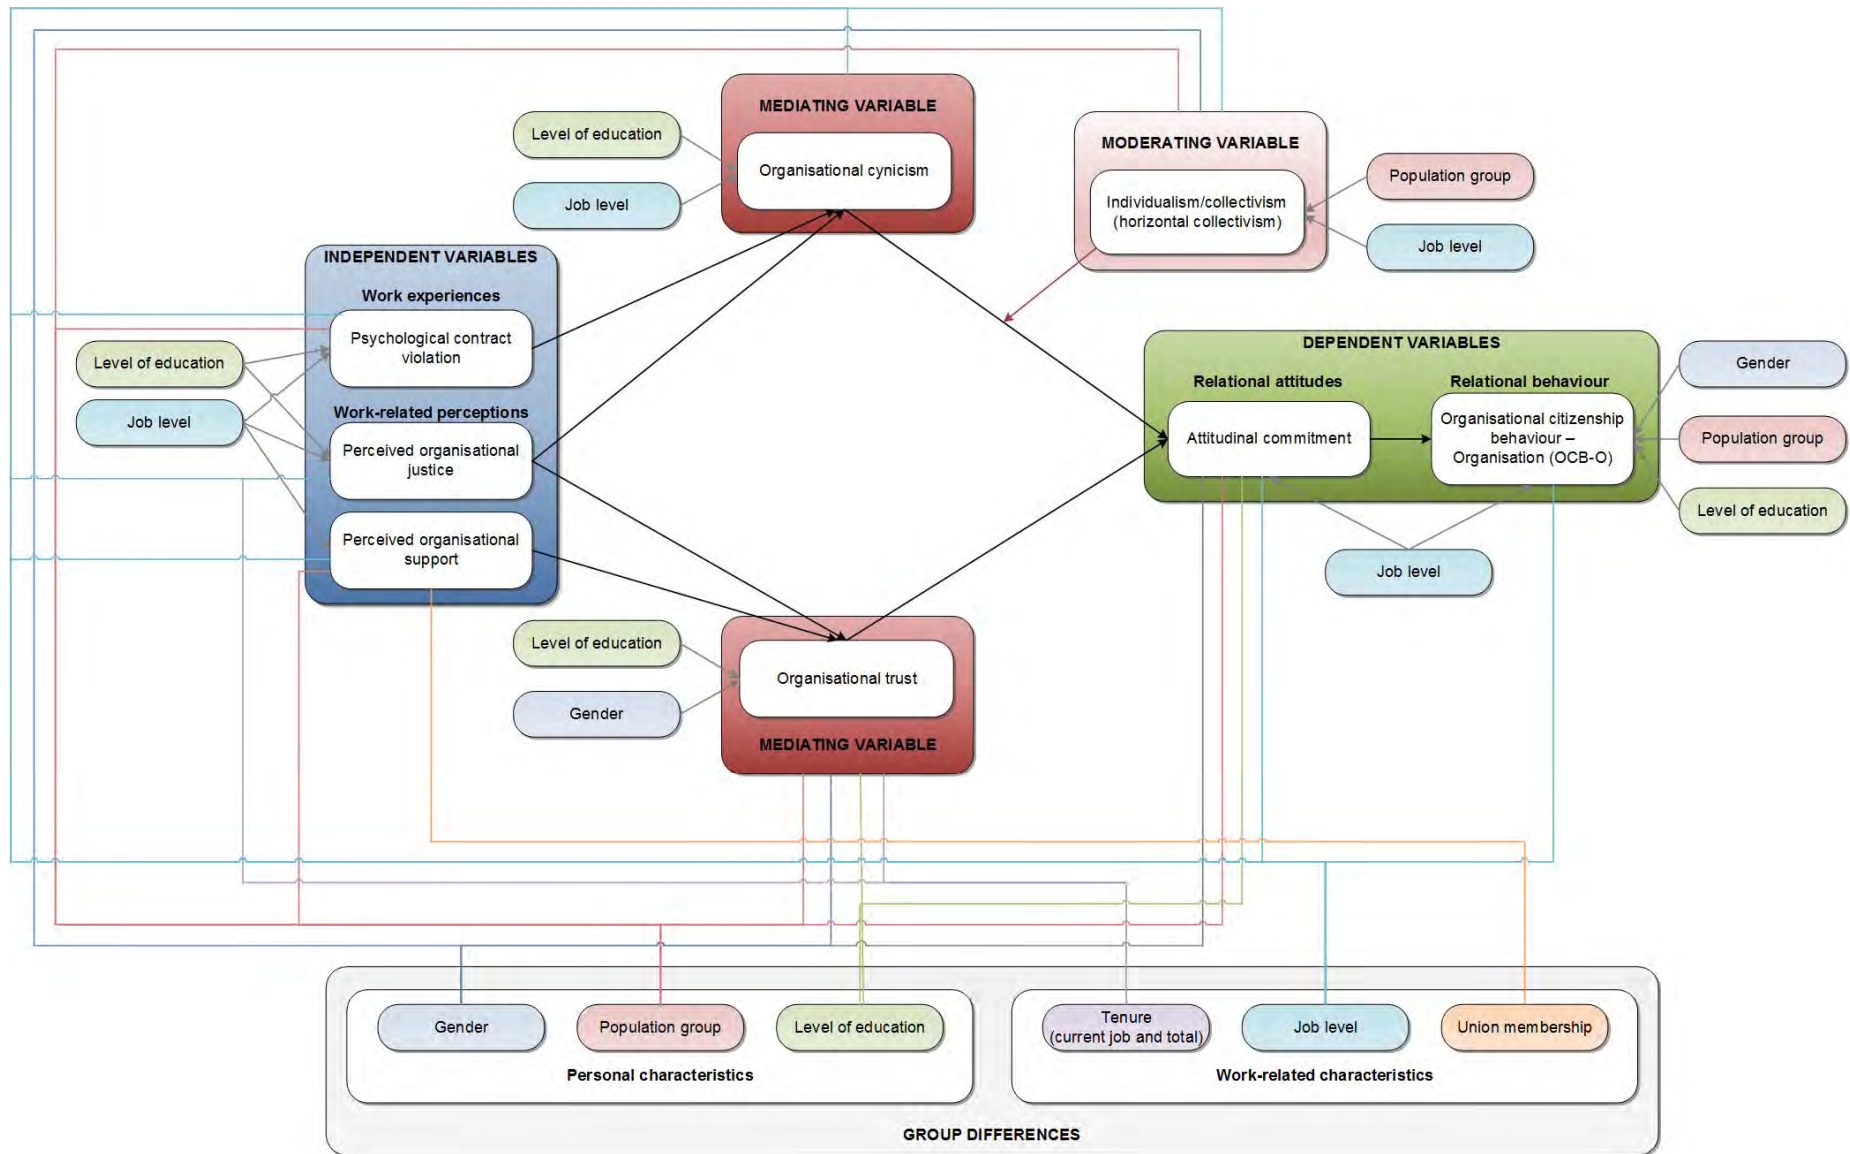 MEDIATING VARIABLE
Level of education
Organisational cynicism
Job level
MODERATING VARIABLE
Individualism/collectivism
(horizontal collectivism)
Population group
Job level
INDEPENDENT VARIABLES
Work experiences
Psychological contract
violation
Level of education
Job level
Work-related perceptions
Perceived organisational
justice
Perceived organisational
support
DEPENDENT VARIABLES
Relational attitudes
Relational behaviour
Attitudinal commitment
Organisational citizenship
behaviour –
Organisation (OCB-O)
Gender
Population group
Level of education
Job level
Level of education
Gender
Organisational trust
MEDIATING VARIABLE
Gender
Population group
Level of education
Personal characteristics
Tenure
(current job and total)
Job level
Union membership
Work-related characteristics
GROUP DIFFERENCES